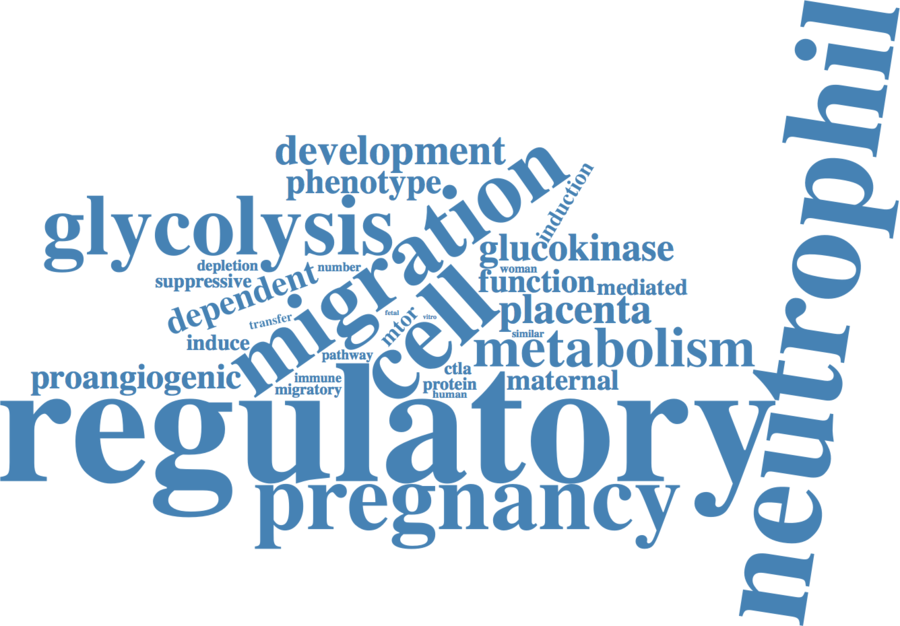 neutrophil
development
phenotype
migration
induction
glycolysis
glucokinase
depletion
number
woman
suppressive
function
mediated
dependent
cell
placenta
transfer
fetal
mtor
vitro
similar
induce
metabolism
pathway
ctla
proangiogenic
immune
protein
maternal
migratory
human
regulatory
pregnancy